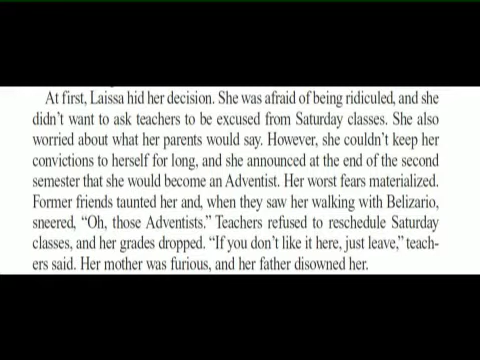 At first, Laissa hid her decision. She was afraid of being ridiculed, and she
didn't want to ask teachers to be excused from Saturday classes. She also
worried about what her parents would say. However, she couldn't keep her
convictions to herself for long, and she announced at the end of the second
semester that she would become an Adventist. Her worst fears materialized.
Former friends taunted her and, when they saw her walking with Belizario,
sneered, “Oh, those Adventists.” Teachers refused to reschedule Saturday
classes, and her grades dropped. “If you don't like it here, just leave,” teach-
ers said. Her mother was furious, and her father disowned her.